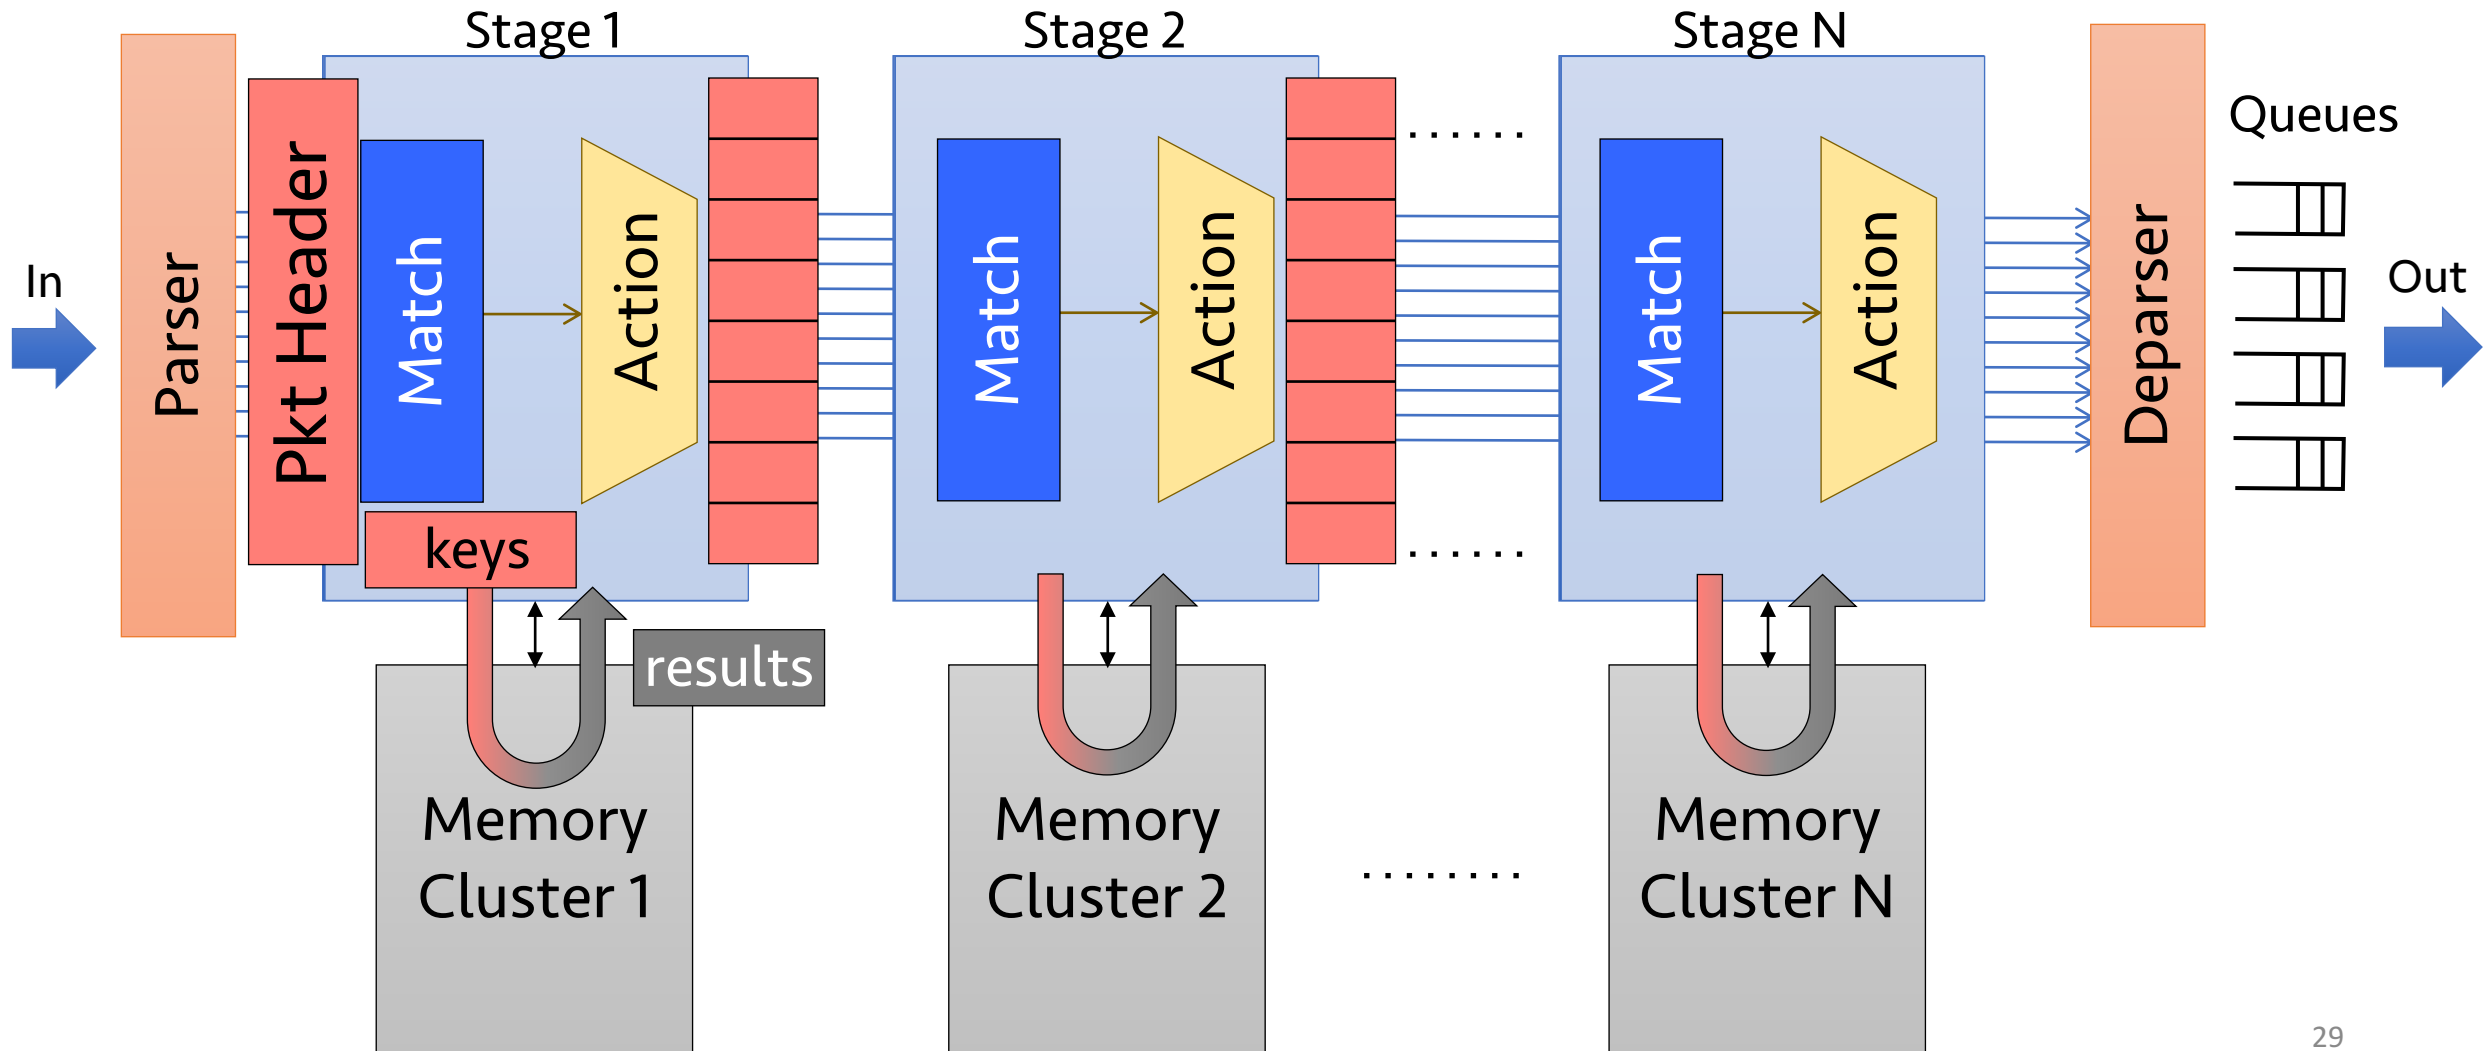 Stage 1
Stage 2
Stage N
In
Parser
Pkt Header
Match
Action
keys
results
Memory
Cluster 1
Match
Action
Memory
Cluster 2
......
......
........
Match
Action
Memory
Cluster N
Deparser
Queues
Out
29